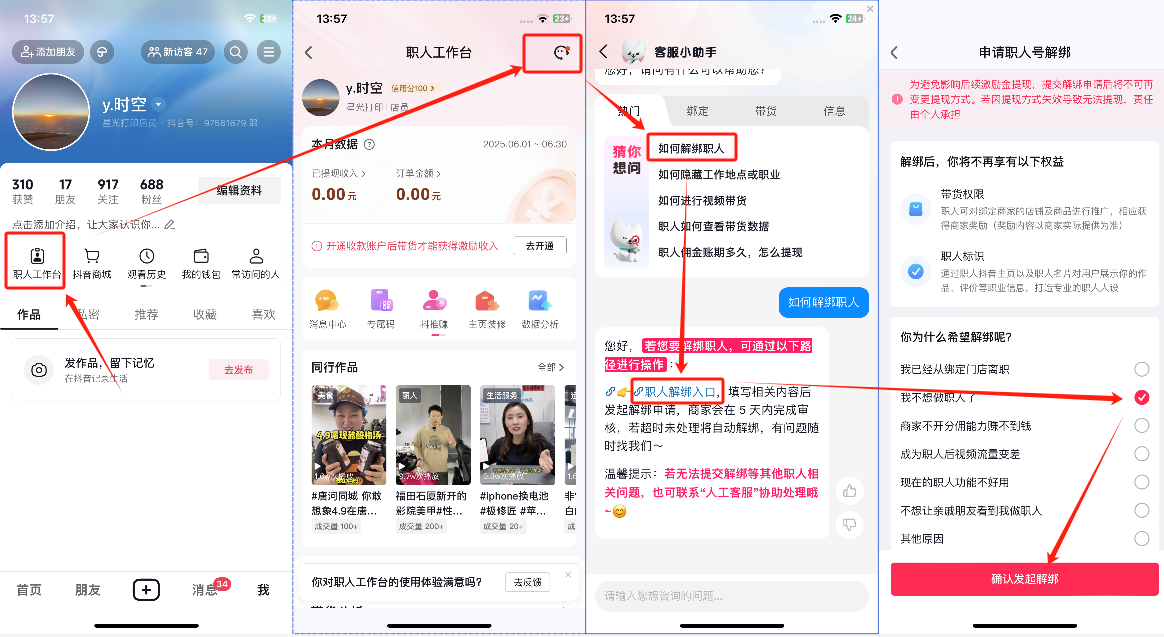 13:57
23+
添加朋友
新访客 47
y.时空
星光打印店员 · 抖音号：97581679
310
17
917
688
获赞
朋友
关注
粉丝
编辑资料
点击添加介绍，让大家认识你...
职人工作台
抖音商城
观看历史
我的钱包
常访问的人
作品
私密
推荐
收藏
喜欢
发作品，留下记忆
在抖音记录生活
去发布
首页
朋友
消息
34
我
13:57
23+
职人工作台
y.时空
信用分100 >
星光打印 | 店员
本月数据
2025.06.01 ~ 06.30
已提现收入 >
订单金额 >
0.00元
0.00元
开通收款账户后带货才能获得激励收入
去开通
消息中心
专属码
抖推赚
主页装修
数据分析
同行作品
全部 >
美食
丽人
生活服务
4.9
9.7w次播放
#唐河同城 你敢
想象4.9在唐...
成交量 100+
福田石厦新开的
影院美甲#性...
成交量 200+
#iphone换电池
#极修匠 #苹...
成交量 20+
你对职人工作台的使用体验满意吗？
去反馈
13:57
24+
客服小助手
您好，请问有什么可以帮助您？
热门
绑定
带货
信息
猜你
想问
如何解绑职人
如何隐藏工作地点或职业
如何进行视频带货
职人如何查看带货数据
职人佣金账期多久，怎么提现
如何解绑职人
您好，若您要解绑职人，可通过以下路
径进行操作：
🔗👉🔗职人解绑入口，填写相关内容后
发起解绑申请，商家会在 5 天内完成审
核，若超时未处理将自动解绑，有问题随
时找我们～
温馨提示：若无法提交解绑等其他职人相
关问题，也可联系“人工客服”协助处理哦
~😊
请输入您想咨询的问题...
申请职人号解绑
为避免影响后续激励金提现，提交解绑申请后将不可再
变更提现方式。若因提现方式失效导致无法提现，责任
由个人承担
解绑后，你将不再享有以下权益
带货权限
职人可对绑定商家的店铺及商品进行推广，相应获
得商家奖励（奖励内容以商家实际提供为准）
职人标识
通过职人抖音主页以及职人名片对用户展示你的作
品、评价等职业信息，打造专业的职人人设
你为什么希望解绑呢？
我已经从绑定门店离职
我不想做职人了
商家不开分佣能力赚不到钱
成为职人后视频流量变差
现在的职人功能不好用
不想让亲戚朋友看到我做职人
其他原因
确认发起解绑